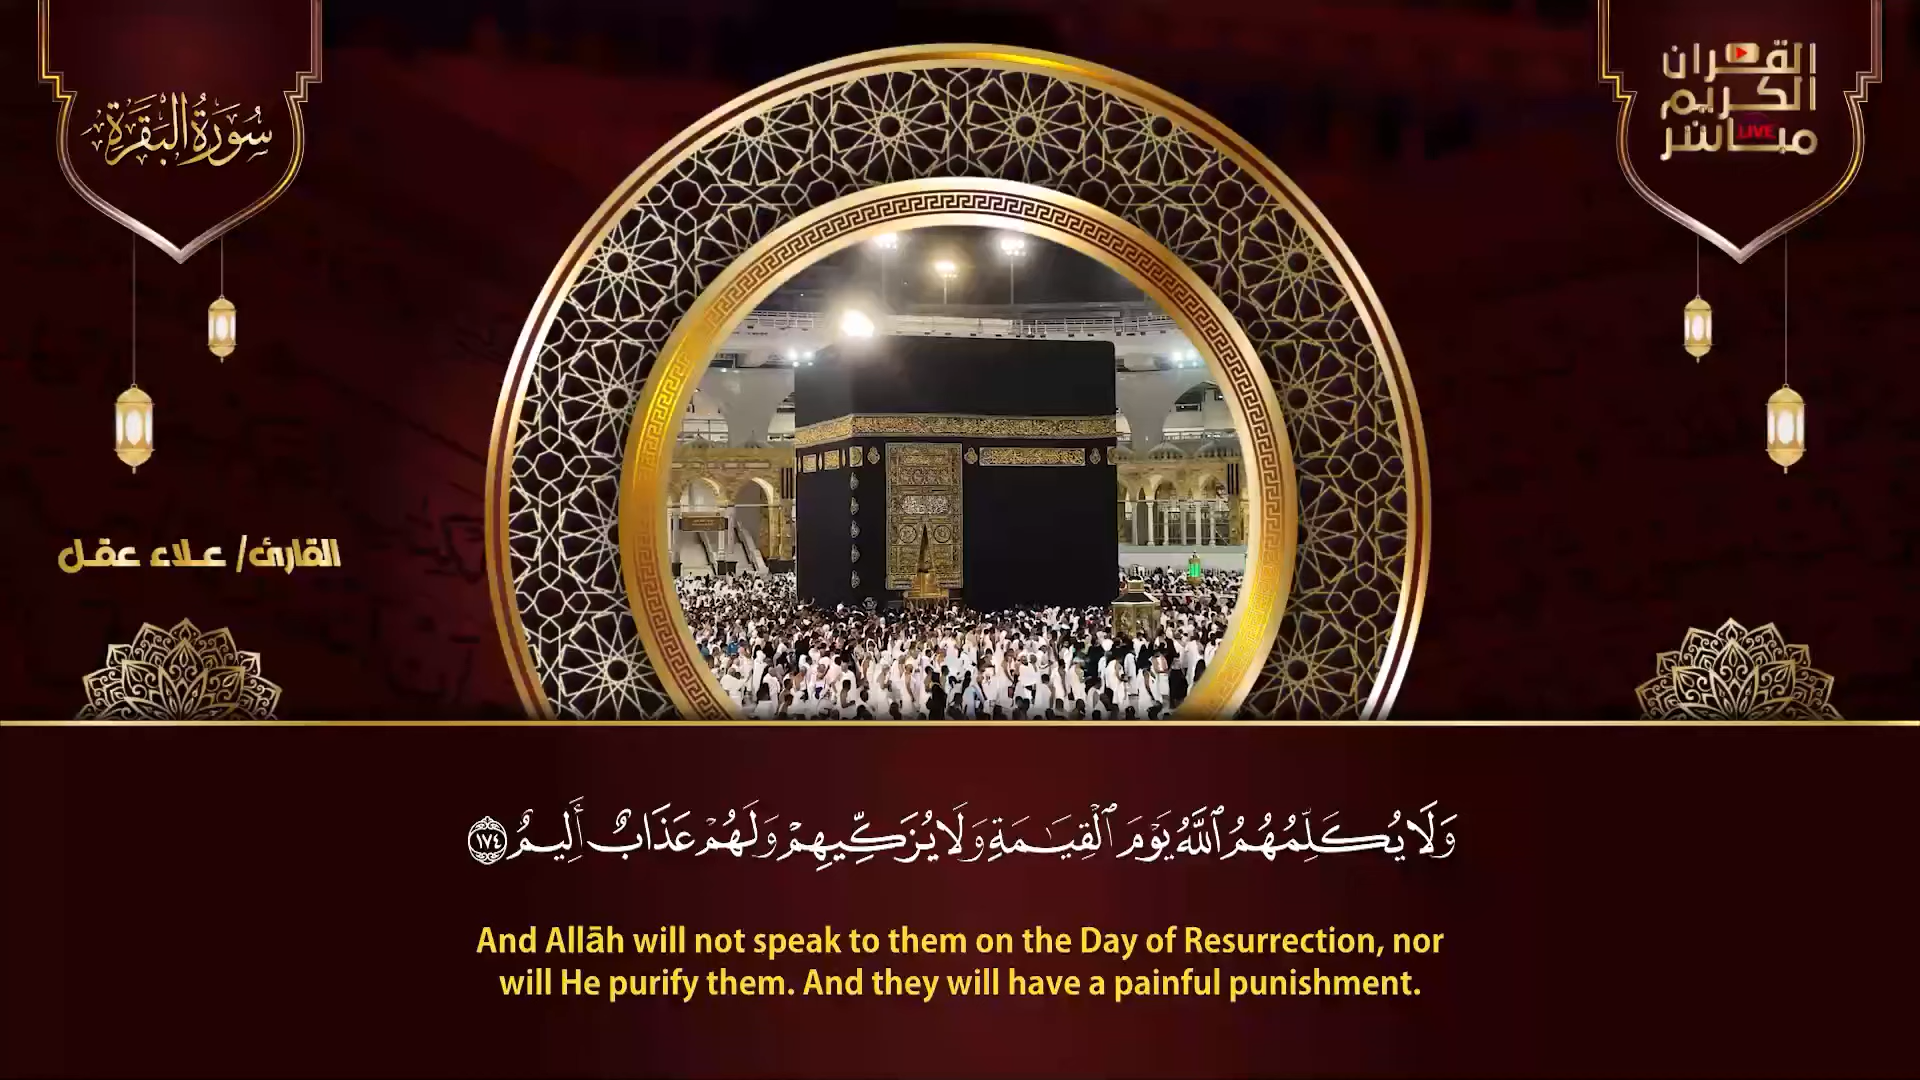 سُورَةُ البَقَرَةِ
القرآن
الكريم
مباشر
LIVE
القارئ/ علاء عقل
وَلَا يُكَلِّمُهُمُ ٱللَّهُ يَوْمَ ٱلْقِيَـٰمَةِ وَلَا يُزَكِّيهِمْ وَلَهُمْ عَذَابٌ أَلِيمٌ ١٧٤
And Allāh will not speak to them on the Day of Resurrection, nor
will He purify them. And they will have a painful punishment.